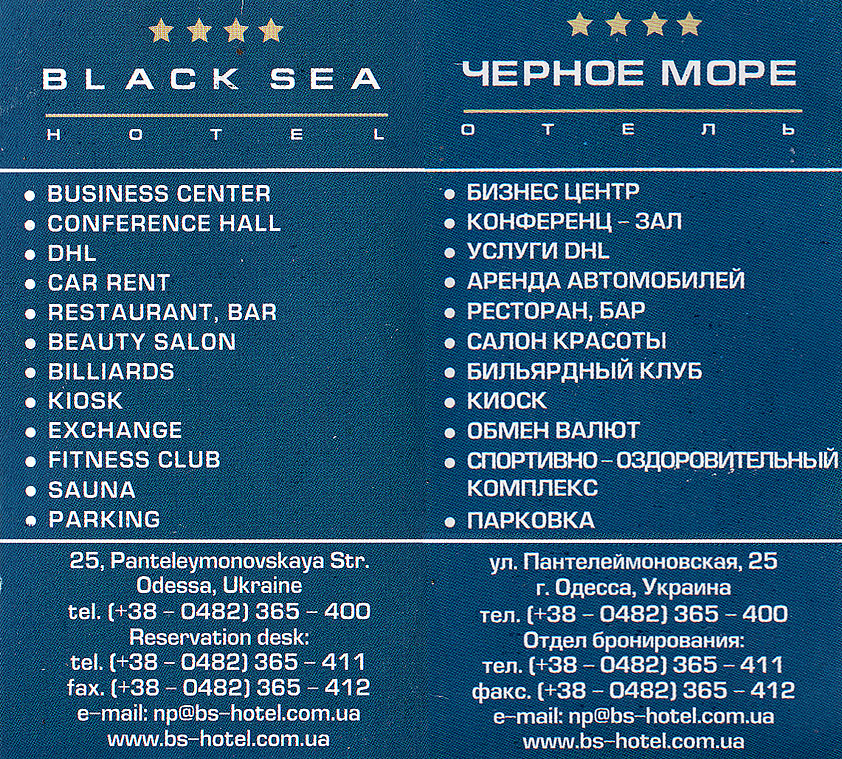 BLACK SEA
HOTEL
• BUSINESS CENTER
• CONFERENCE HALL
• DHL
• CAR RENT
• RESTAURANT, BAR
• BEAUTY SALON
• BILLIARDS
• KIOSK
• EXCHANGE
• FITNESS CLUB
• SAUNA
• PARKING
25, Panteleymonovskaya Str.
Odessa, Ukraine
tel. (+38 – 0482) 365 – 400
Reservation desk:
tel. (+38 – 0482) 365 – 411
fax. (+38 – 0482) 365 – 412
e–mail: np@bs–hotel.com.ua
www.bs–hotel.com.ua
ЧЕРНОЕ МОРЕ
ОТЕЛЬ
• БИЗНЕС ЦЕНТР
• КОНФЕРЕНЦ – ЗАЛ
• УСЛУГИ DHL
• АРЕНДА АВТОМОБИЛЕЙ
• РЕСТОРАН, БАР
• САЛОН КРАСОТЫ
• БИЛЬЯРДНЫЙ КЛУБ
• КИОСК
• ОБМЕН ВАЛЮТ
• СПОРТИВНО – ОЗДОРОВИТЕЛЬНЫЙ
КОМПЛЕКС
• ПАРКОВКА
ул. Пантелеймоновская, 25
г. Одесса, Украина
тел. (+38 – 0482) 365 – 400
Отдел бронирования:
тел. (+38 – 0482) 365 – 411
факс. (+38 – 0482) 365 – 412
e–mail: np@bs–hotel.com.ua
www.bs–hotel.com.ua